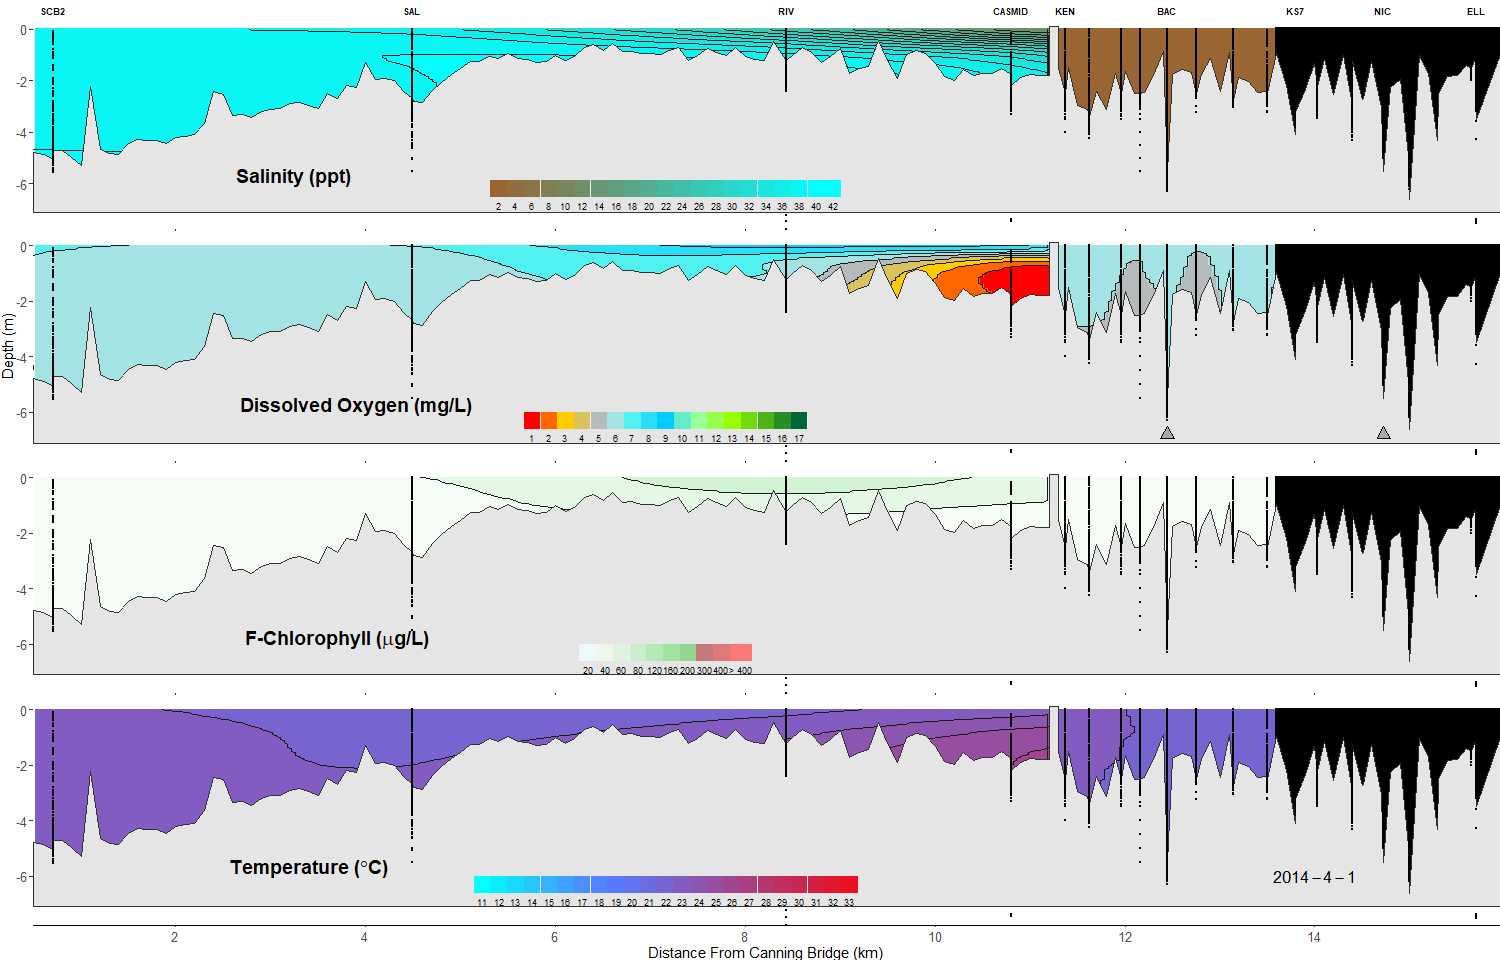 SCB2 SAL RIV CASMID KEN BAC KS7 NIC ELL
0
-2
-4
-6
Salinity (ppt)
2 4 6 8 10 12 14 16 18 20 22 24 26 28 30 32 34 36 38 40 42
0
-2
-4
-6
Depth (m)
Dissolved Oxygen (mg/L)
1 2 3 4 5 6 7 8 9 10 11 12 13 14 15 16 17
0
-2
-4
-6
F-Chlorophyll (μg/L)
20 40 60 80 120 160 200 300 400 > 400
0
-2
-4
-6
Temperature (°C)
11 12 13 14 15 16 17 18 19 20 21 22 23 24 25 26 27 28 29 30 31 32 33
2014 – 4 – 1
2 4 6 8 10 12 14
Distance From Canning Bridge (km)